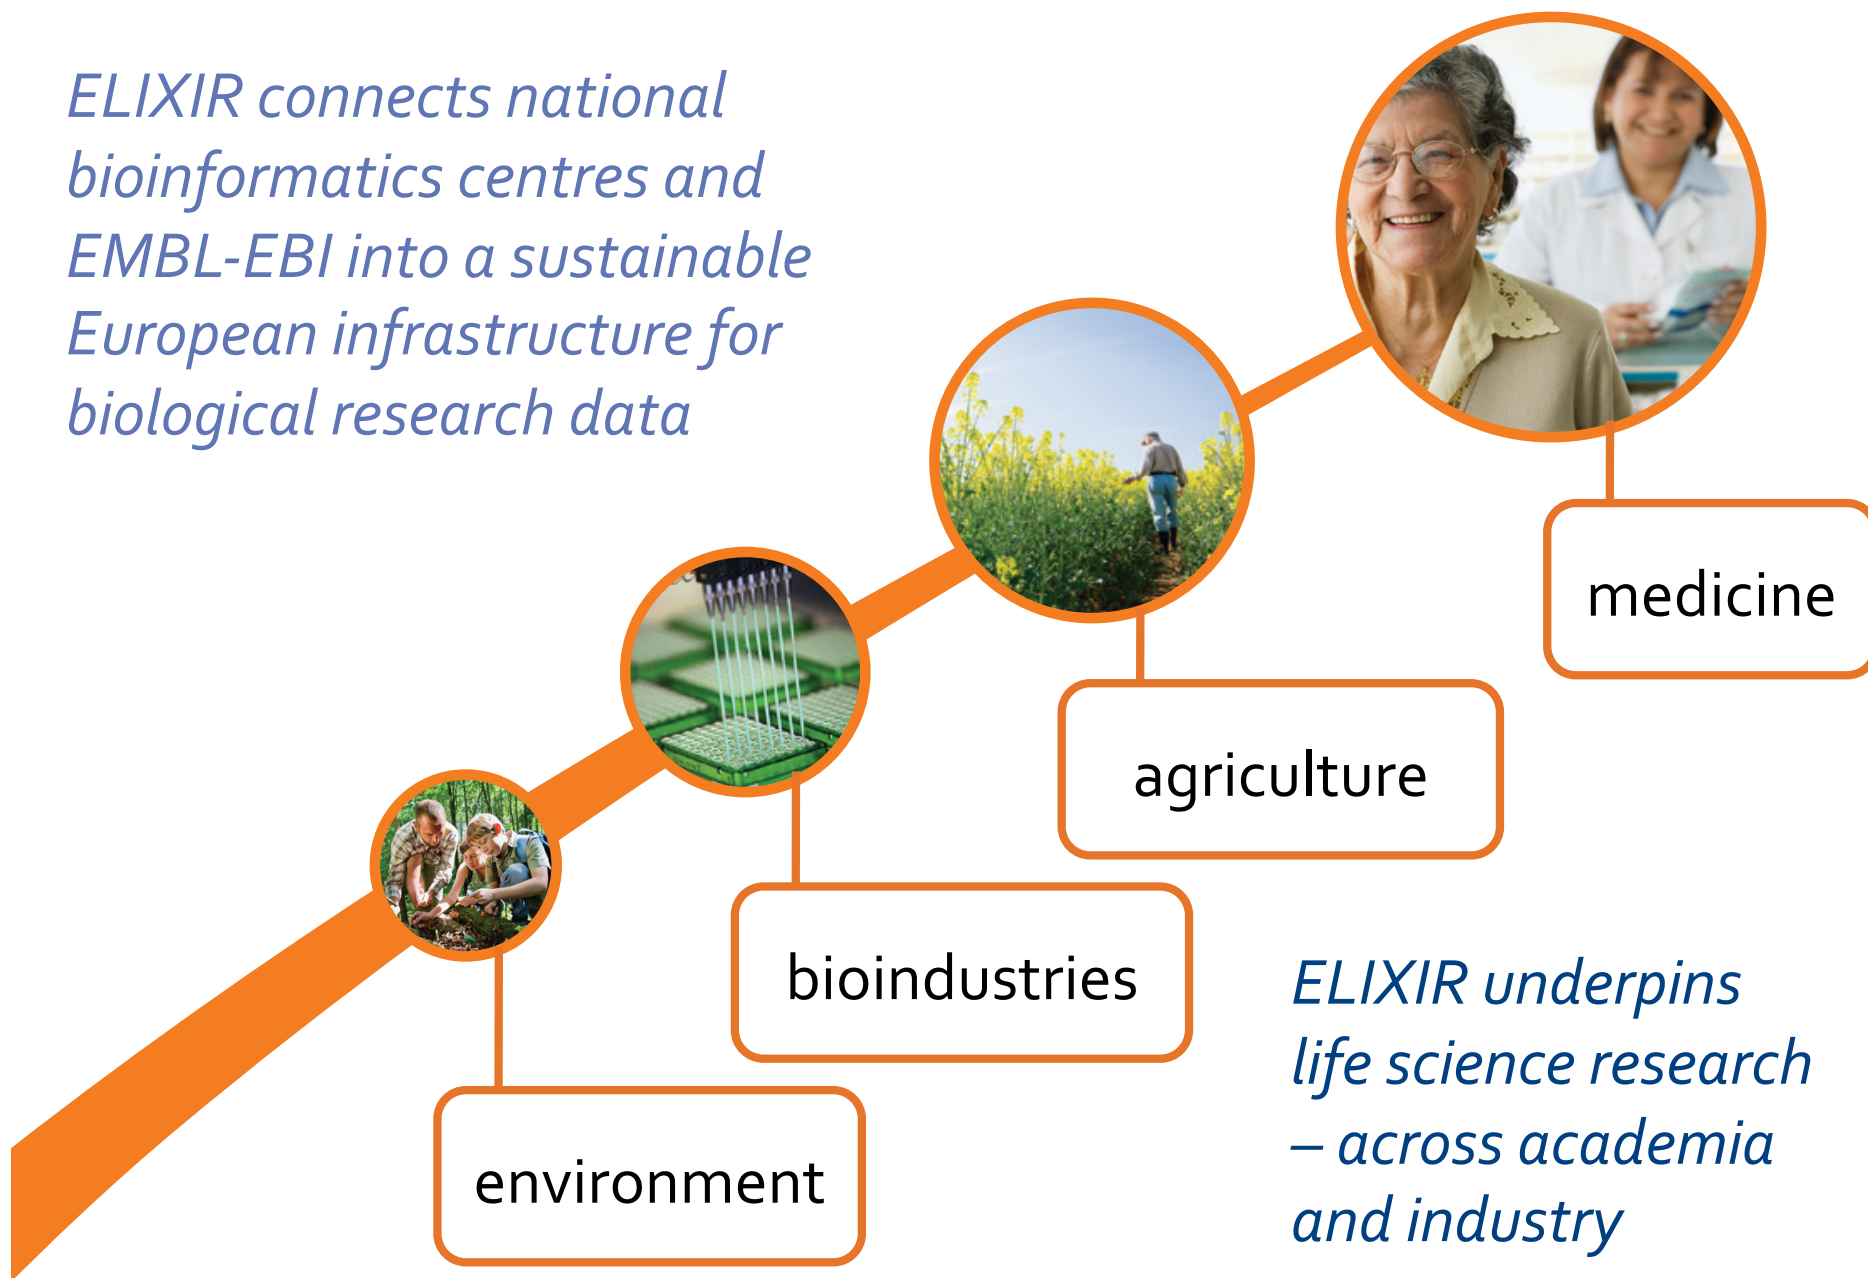 ELIXIR connects national
bioinformatics centres and
EMBL-EBI into a sustainable
European infrastructure for
biological research data
medicine
agriculture
bioindustries
environment
ELIXIR underpins
life science research
– across academia
and industry